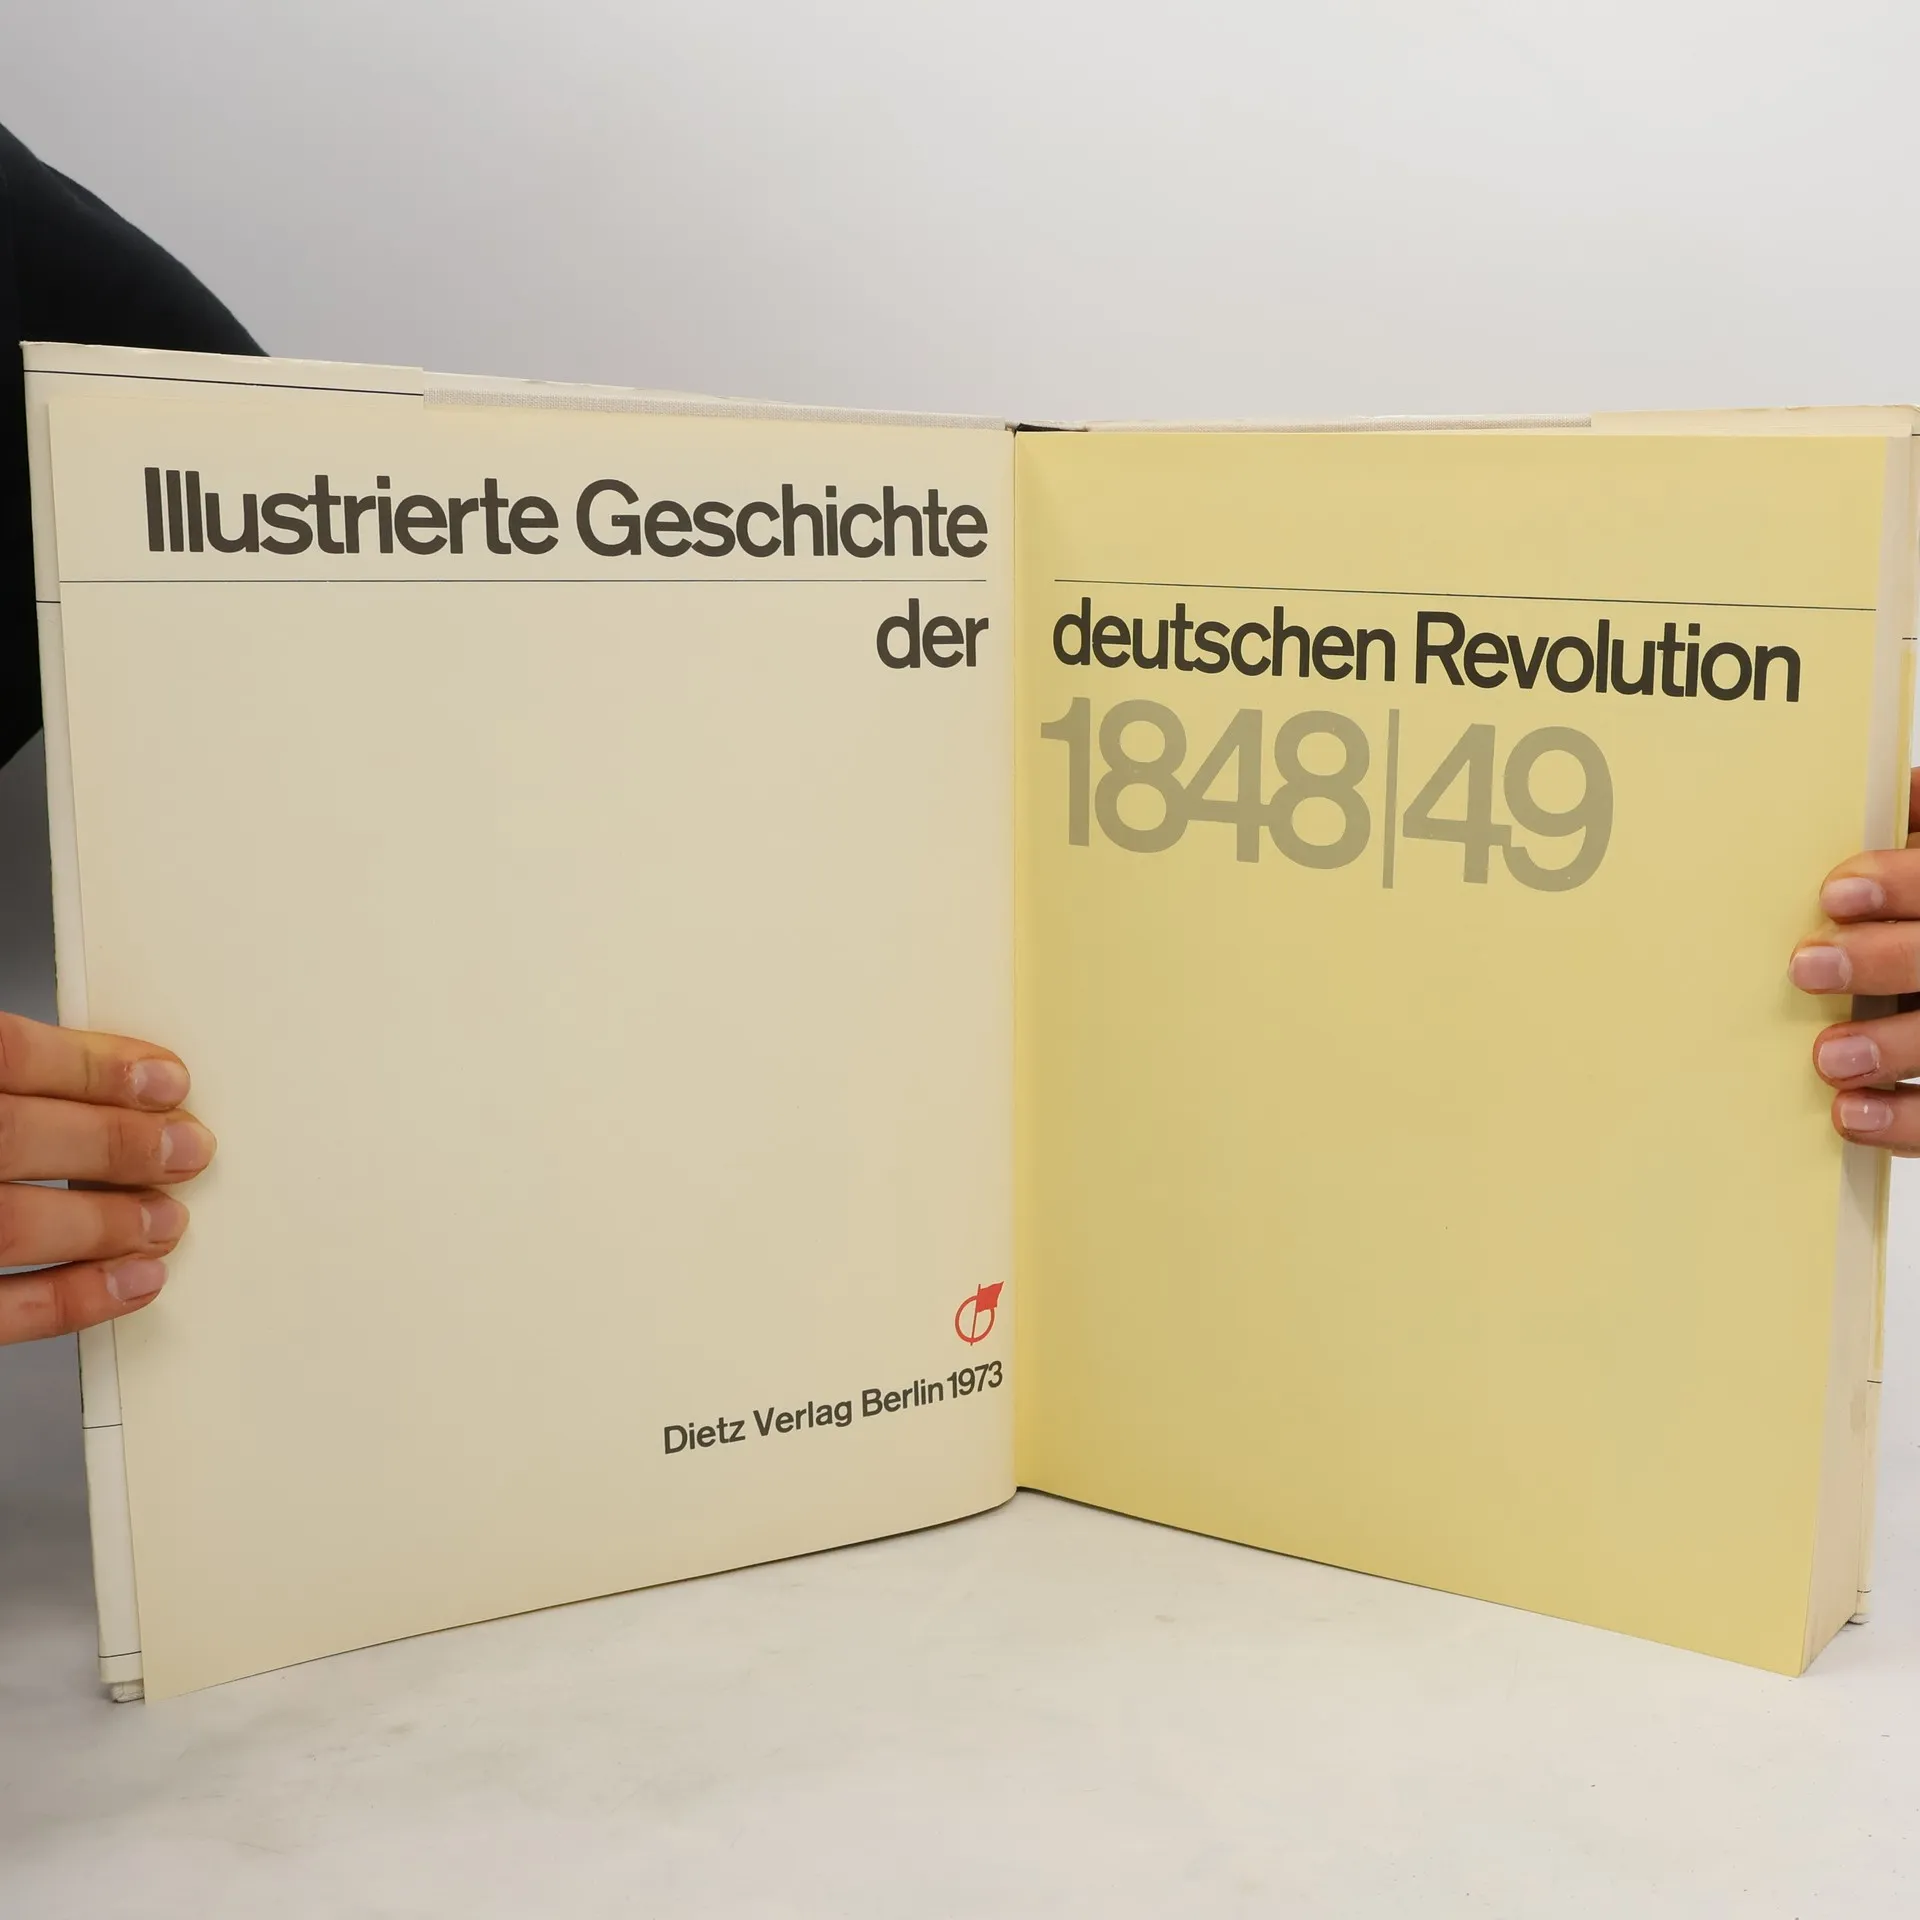 Illustrierte Geschichte
der
deutschen Revolution
1848|49
Dietz Verlag Berlin 1973